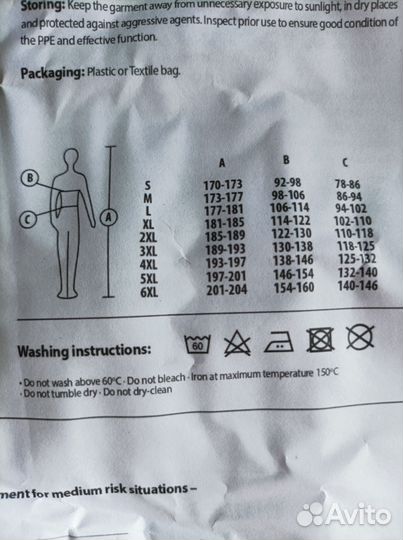 Storing: Keep the garment away from unnecessary exposure to sunlight, in dry places
and protected against aggressive agents. Inspect prior use to ensure good condition of
the PPE and effective function.
Packaging: Plastic or Textile bag.
B
C
A
A B C
S 170-173 92-98 78-86
M 173-177 98-106 86-94
L 177-181 106-114 94-102
XL 181-185 114-122 102-110
2XL 185-189 122-130 110-118
3XL 189-193 130-138 118-125
4XL 193-197 138-146 125-132
5XL 197-201 146-154 132-140
6XL 201-204 154-160 140-146
Washing instructions: 60
· Do not wash above 60ºC · Do not bleach · Iron at maximum temperature 150ºC
· Do not tumble dry · Do not dry-clean
ment for medium risk situations –
Avito